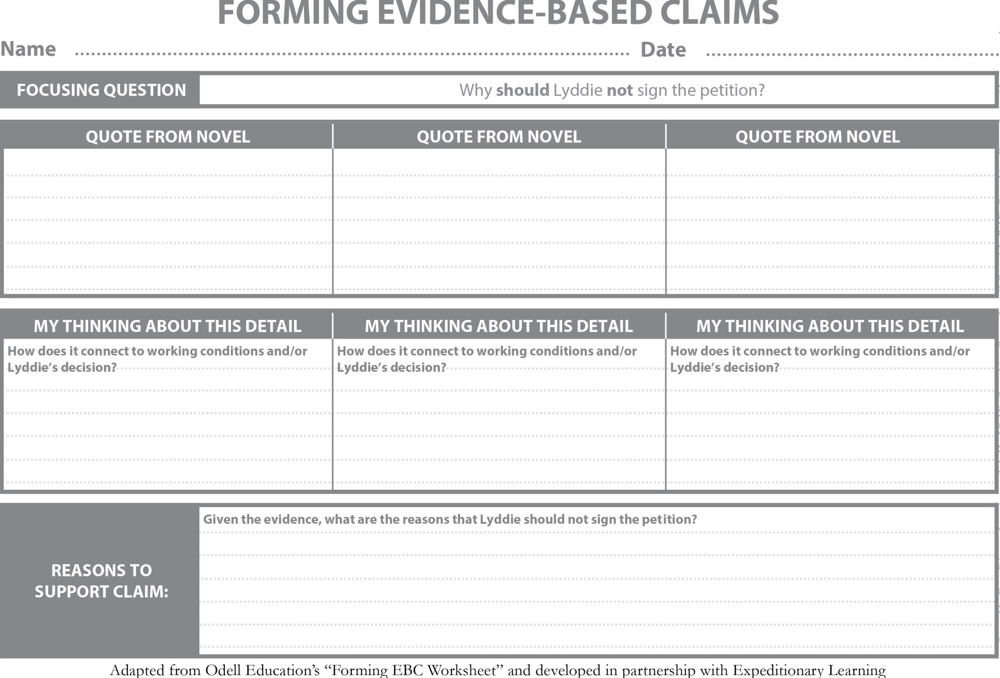 FORMING EVIDENCE-BASED CLAIMS
Name Date
FOCUSING QUESTION Why should Lyddie not sign the petition?
QUOTE FROM NOVEL QUOTE FROM NOVEL QUOTE FROM NOVEL
MY THINKING ABOUT THIS DETAIL MY THINKING ABOUT THIS DETAIL MY THINKING ABOUT THIS DETAIL
How does it connect to working conditions and/or
Lyddie’s decision?
How does it connect to working conditions and/or
Lyddie’s decision?
How does it connect to working conditions and/or
Lyddie’s decision?
Given the evidence, what are the reasons that Lyddie should not sign the petition?
REASONS TO
SUPPORT CLAIM:
Adapted from Odell Education’s “Forming EBC Worksheet” and developed in partnership with Expeditionary Learning